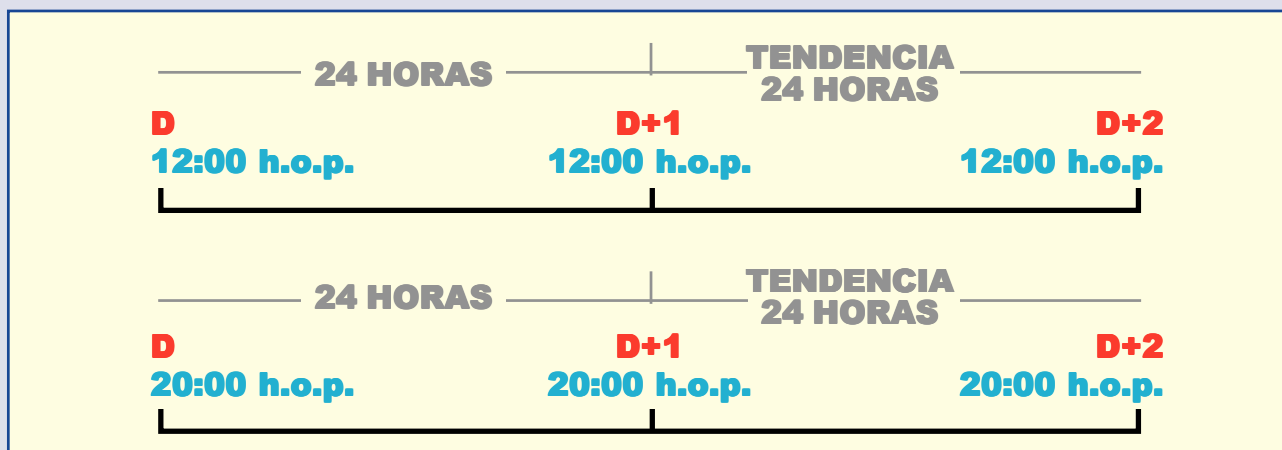 24 HORAS
TENDENCIA
24 HORAS
D D+1 D+2
12:00 h.o.p. 12:00 h.o.p. 12:00 h.o.p.
24 HORAS
TENDENCIA
24 HORAS
D D+1 D+2
20:00 h.o.p. 20:00 h.o.p. 20:00 h.o.p.